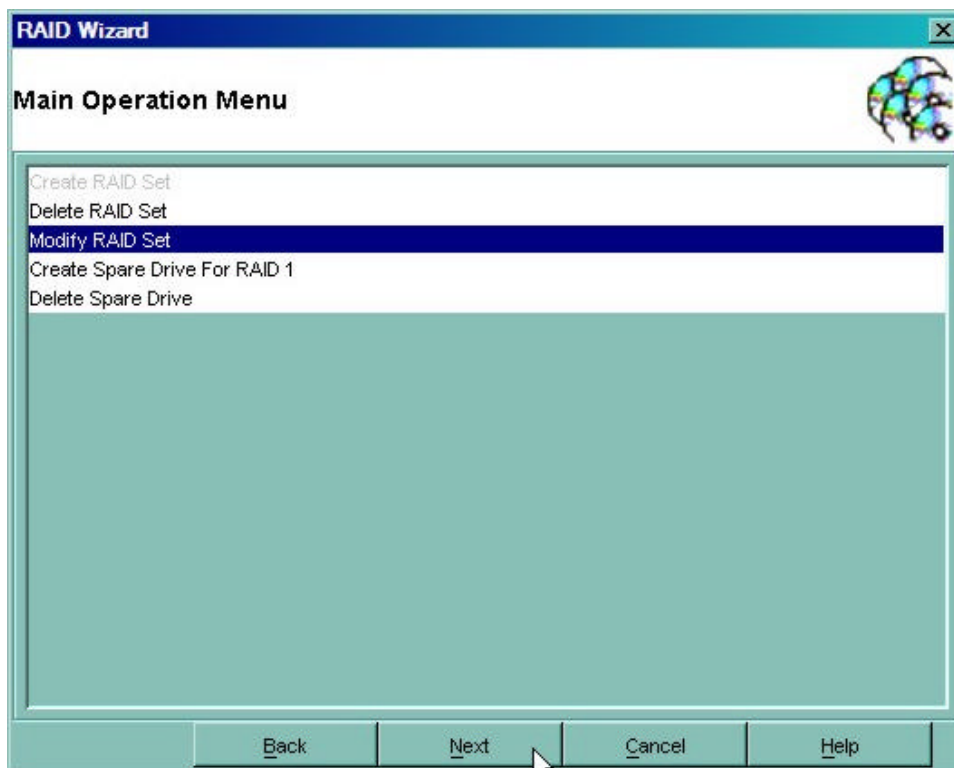 RAID Wizard
Main Operation Menu
Create RAID Set
Delete RAID Set
Modify RAID Set
Create Spare Drive For RAID 1
Delete Spare Drive
Back
Next
Cancel
Help